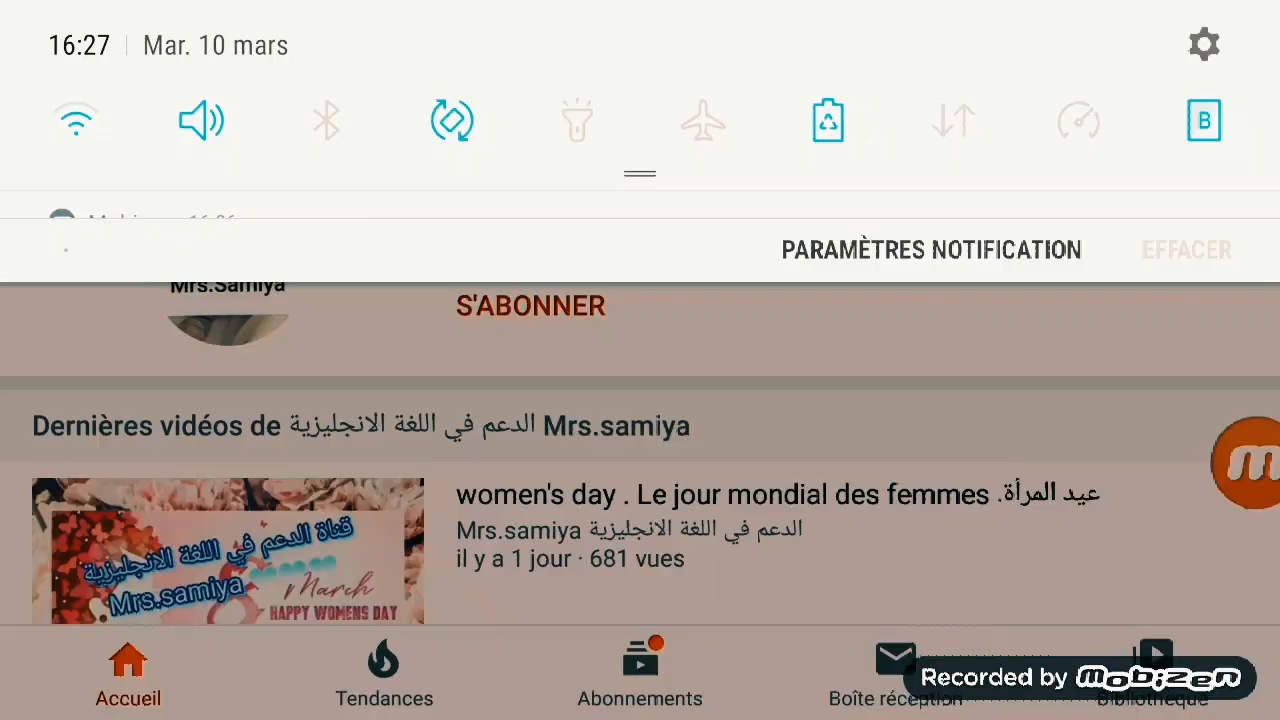 16:27 Mar. 10 mars
B
PARAMÈTRES NOTIFICATION EFFACER
Mrs.Samiya
S'ABONNER
Dernières vidéos de الدعم في اللغة الانجليزية Mrs.samiya
women's day . Le jour mondial des femmes .عيد المرأة
Mrs.samiya الدعم في اللغة الانجليزية
il y a 1 jour · 681 vues
قناة الدعم في اللغة الانجليزية
Mrs.samiya
8 March
HAPPY WOMENS DAY
Accueil
Tendances
Abonnements
Boîte réception
Bibliothèque
Recorded by mobizen